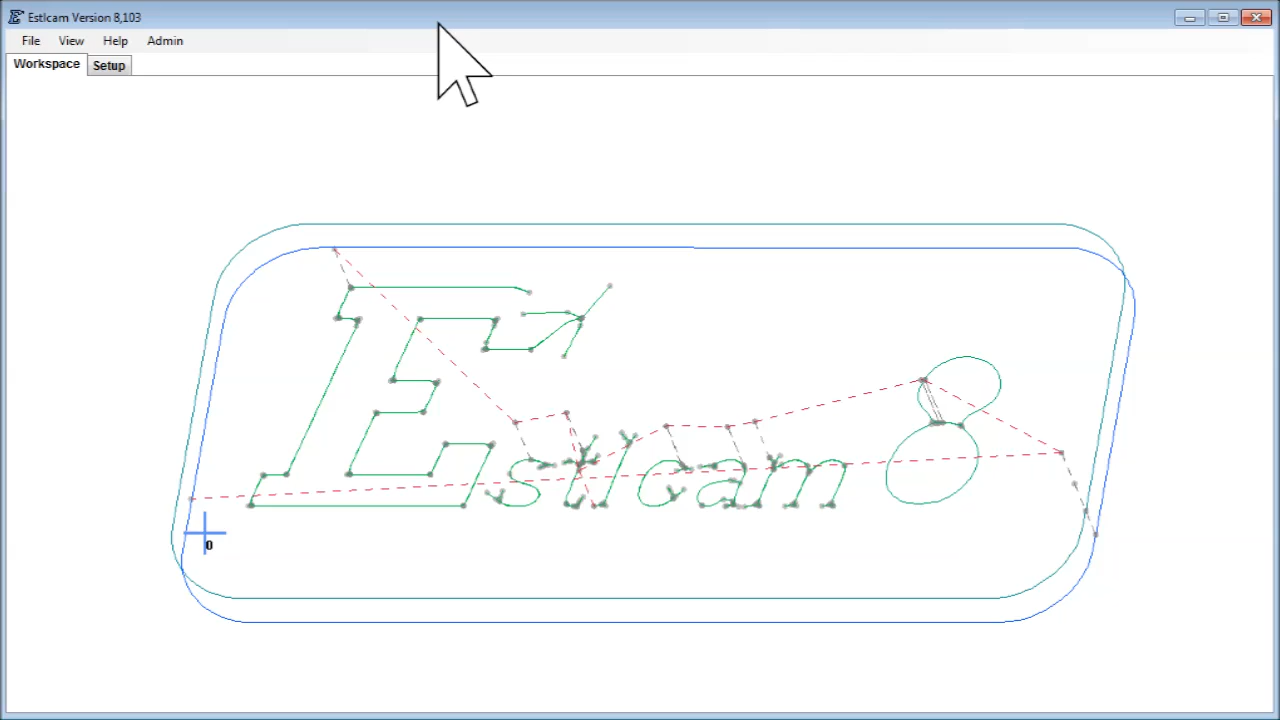 Estlcam Version 8,103
File View Help Admin
Workspace Setup
Estlcam 8
0